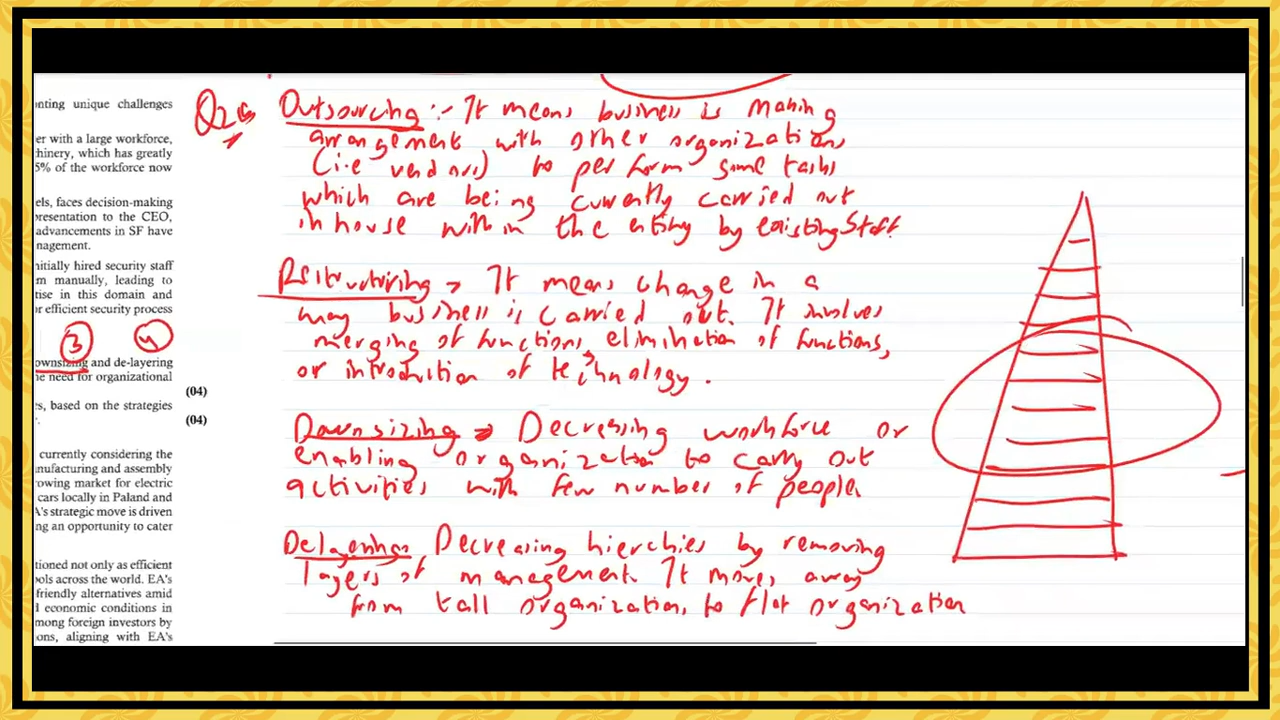 onting unique challenges
er with a large workforce,
hinery, which has greatly
5% of the workforce now
els, faces decision-making
presentation to the CEO,
advancements in SF have
nagement.
nitially hired security staff
rm manually, leading to
tise in this domain and
or efficient security process
3 4
ownsizing and de-layering
he need for organizational
(04)
es, based on the strategies
(04)
currently considering the
nufacturing and assembly
rowing market for electric
cars locally in Paland and
A's strategic move is driven
ng an opportunity to cater
tioned not only as efficient
ools across the world. EA's
friendly alternatives amid
l economic conditions in
mong foreign investors by
ons, aligning with EA's
Outsourcing :- It means business is making
arrangement with other organizations
(i.e vendors) to perform some tasks
which are being currently carried out
in house within the entity by existing staff
Restructuring → It means change in a
way business is carried out. It involves
merging of functions, elimination of functions,
or introduction of technology.
Downsizing → Decreasing workforce or
enabling organization to carry out
activities with few number of people
Delayering Decreasing hierchies by removing
layers of management. It moves away
from tall organization, to flat organization